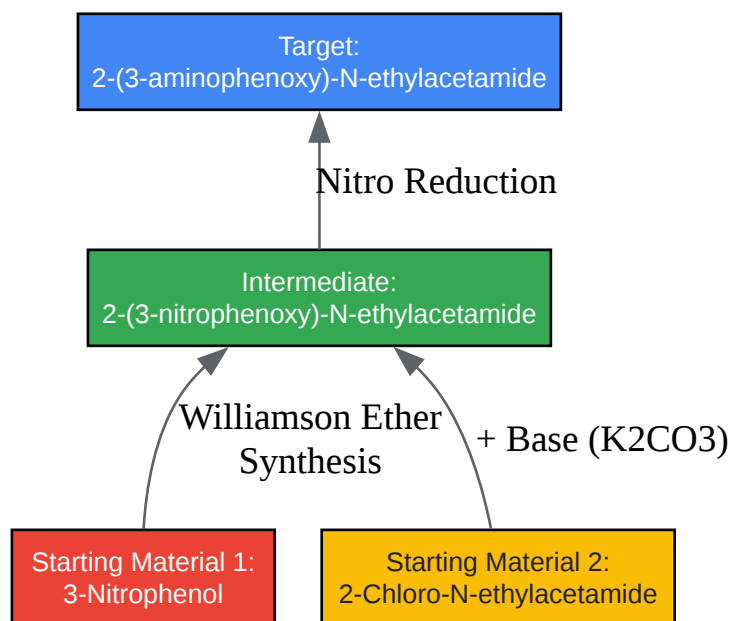 Target:
2-(3-aminophenoxy)-N-ethylacetamide
Nitro Reduction
Intermediate:
2-(3-nitrophenoxy)-N-ethylacetamide
Williamson Ether
Synthesis
+ Base (K2CO3)
Starting Material 1:
3-Nitrophenol
Starting Material 2:
2-Chloro-N-ethylacetamide